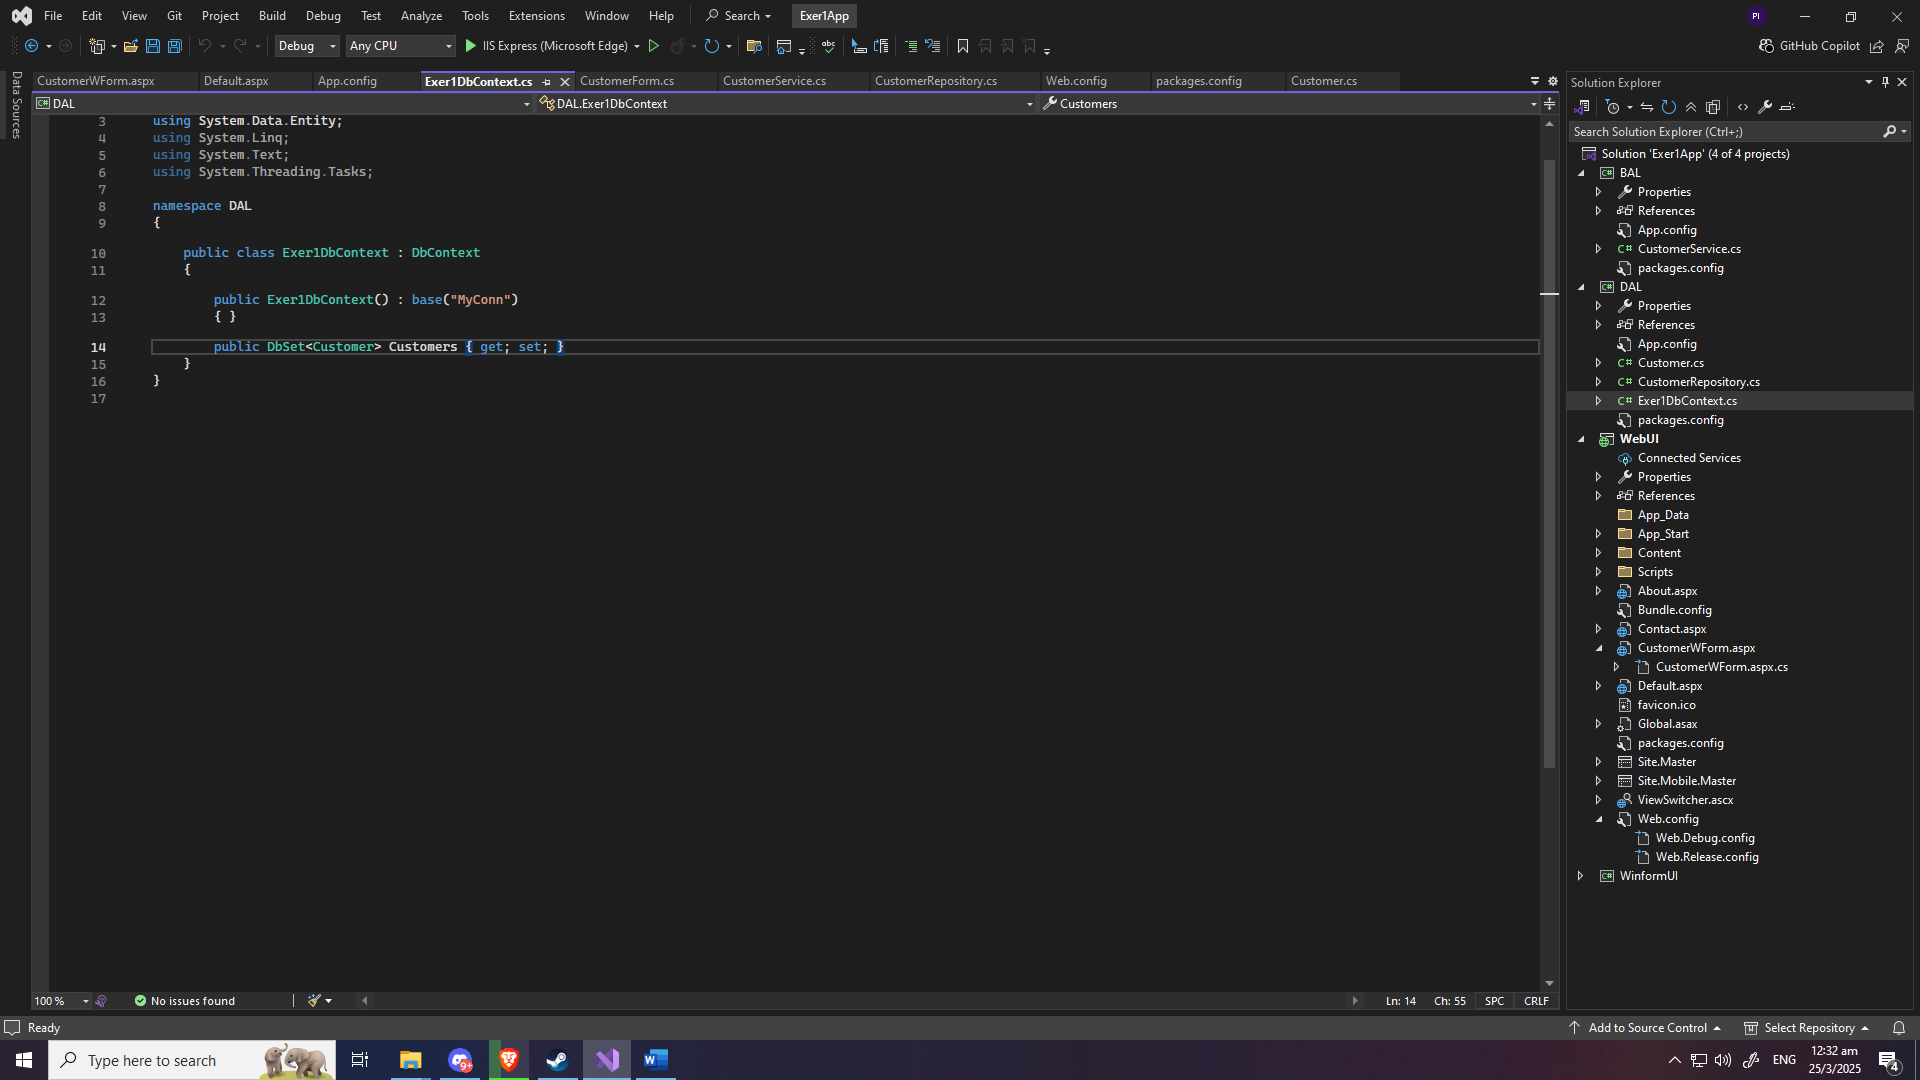 File Edit View Git Project Build Debug Test Analyze Tools Extensions Window Help Search Exer1App PI
Debug Any CPU IIS Express (Microsoft Edge) GitHub Copilot
Data Sources
CustomerWForm.aspx Default.aspx App.config Exer1DbContext.cs CustomerForm.cs CustomerService.cs CustomerRepository.cs Web.config packages.config Customer.cs
DAL DAL.Exer1DbContext Customers
3 using System.Data.Entity;
4 using System.Linq;
5 using System.Text;
6 using System.Threading.Tasks;
7
8 namespace DAL
9 {
10 public class Exer1DbContext : DbContext
11 {
12 public Exer1DbContext() : base("MyConn")
13 { }
14 public DbSet<Customer> Customers { get; set; }
15 }
16 }
17
100 % No issues found Ln: 14 Ch: 55 SPC CRLF
Solution Explorer
Search Solution Explorer (Ctrl+;)
Solution 'Exer1App' (4 of 4 projects)
BAL
Properties
References
App.config
CustomerService.cs
packages.config
DAL
Properties
References
App.config
Customer.cs
CustomerRepository.cs
Exer1DbContext.cs
packages.config
WebUI
Connected Services
Properties
References
App_Data
App_Start
Content
Scripts
About.aspx
Bundle.config
Contact.aspx
CustomerWForm.aspx
CustomerWForm.aspx.cs
Default.aspx
favicon.ico
Global.asax
packages.config
Site.Master
Site.Mobile.Master
ViewSwitcher.ascx
Web.config
Web.Debug.config
Web.Release.config
WinformUI
Ready Add to Source Control Select Repository
Type here to search 9+ ENG 12:32 am
25/3/2025 4